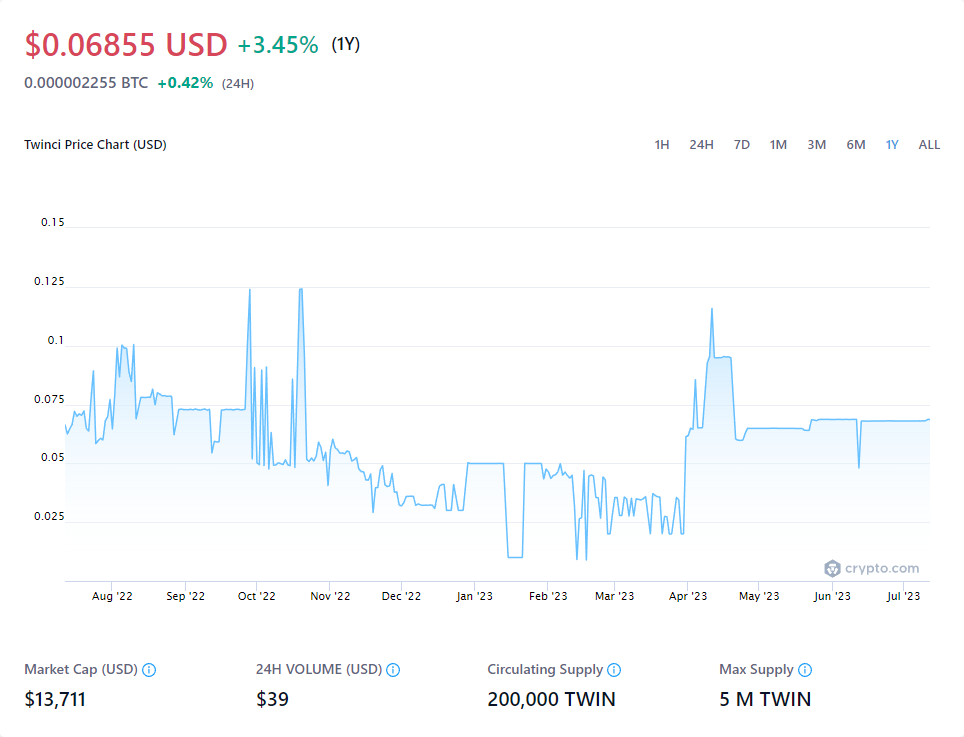 $0.06855 USD +3.45% (1Y)
0.000002255 BTC +0.42% (24H)
Twinci Price Chart (USD)
1H 24H 7D 1M 3M 6M 1Y ALL
0.15
0.125
0.1
0.075
0.05
0.025
crypto.com
Aug '22 Sep '22 Oct '22 Nov '22 Dec '22 Jan '23 Feb '23 Mar '23 Apr '23 May '23 Jun '23 Jul '23
Market Cap (USD) 24H VOLUME (USD) Circulating Supply Max Supply
$13,711 $39 200,000 TWIN 5 M TWIN